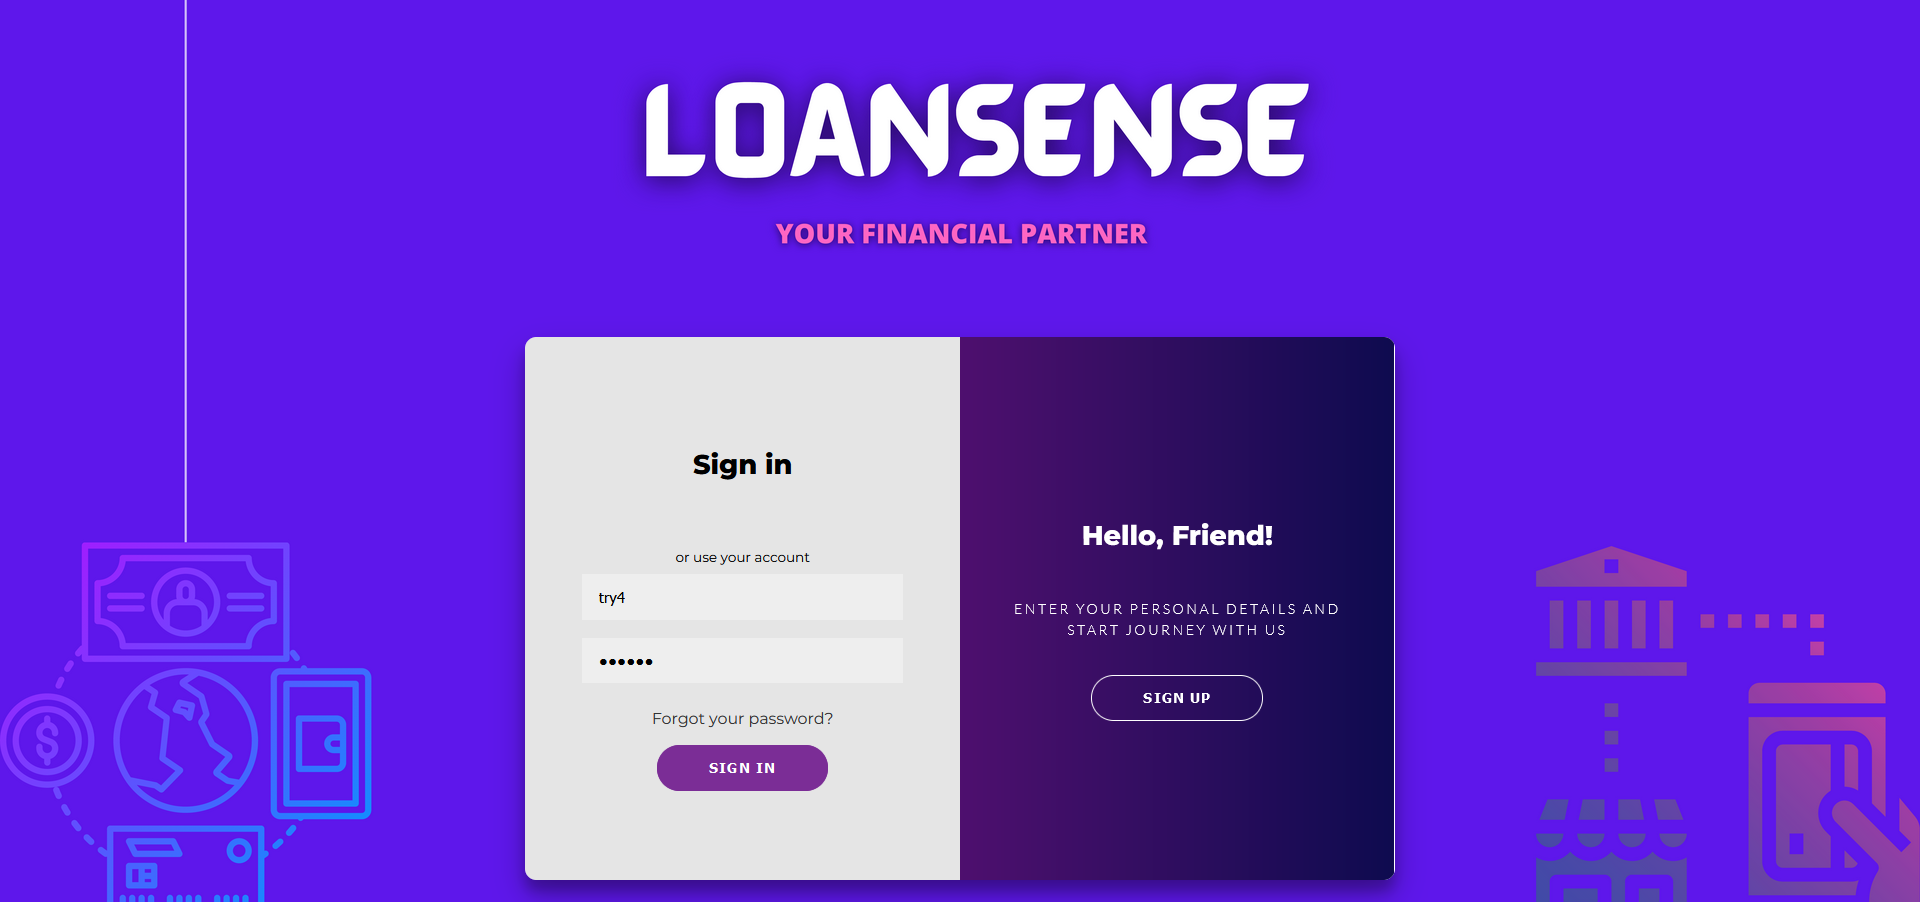 LOANSENSE
YOUR FINANCIAL PARTNER
Sign in
or use your account
try4
••••••
Forgot your password?
SIGN IN
Hello, Friend!
ENTER YOUR PERSONAL DETAILS AND
START JOURNEY WITH US
SIGN UP